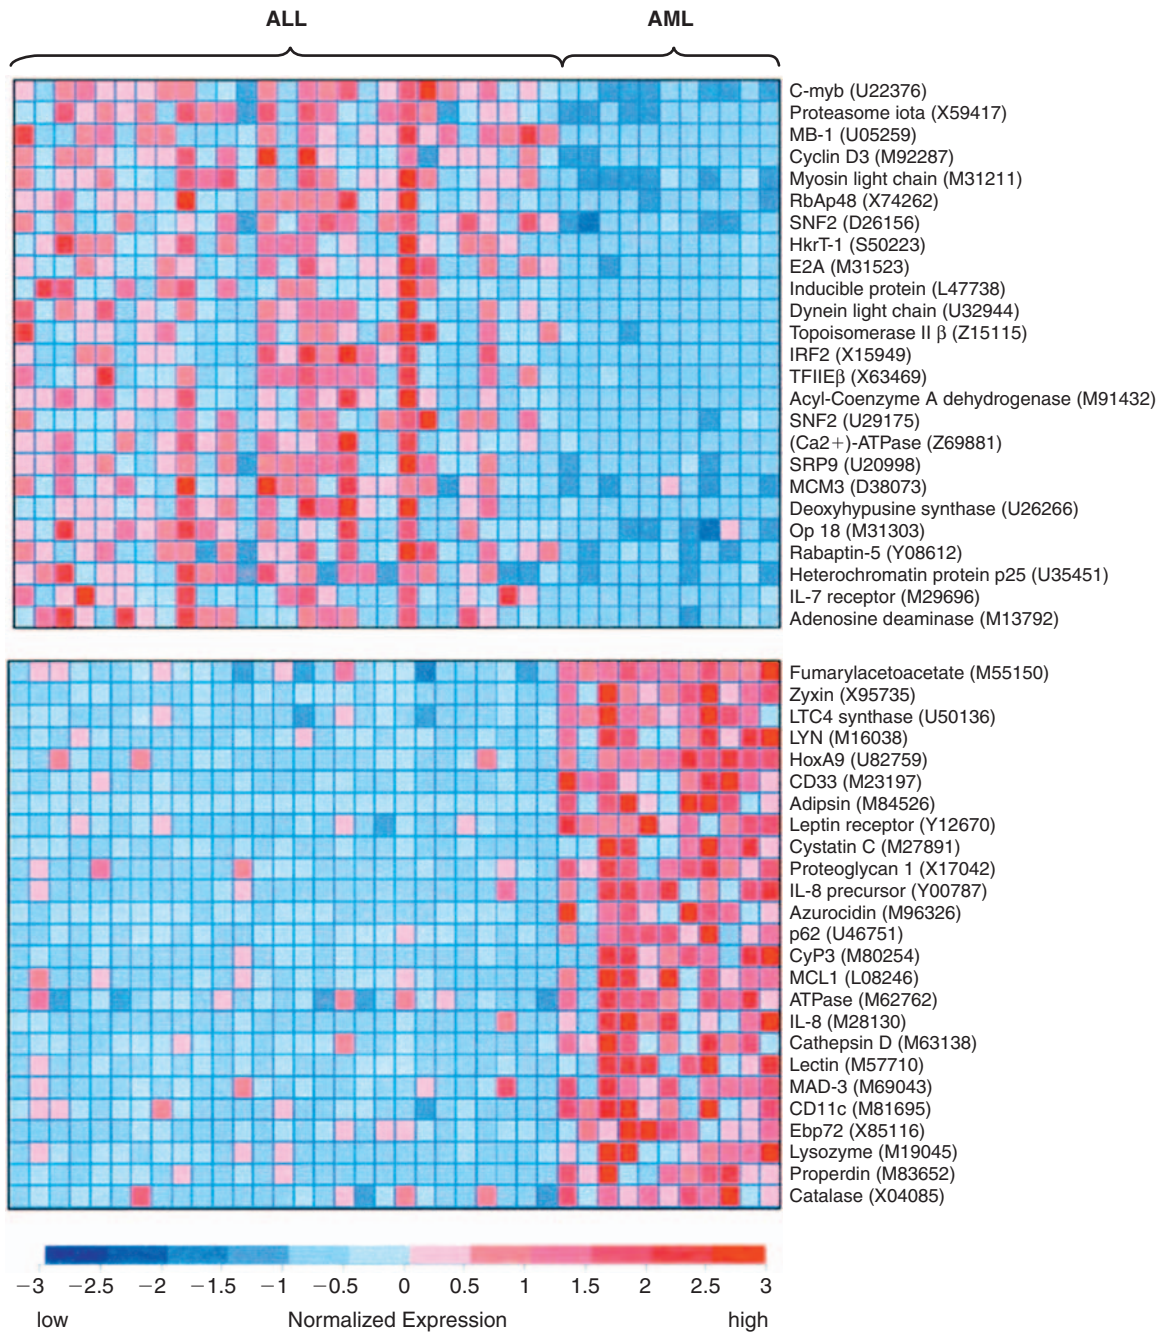 ALL AML
C-myb (U22376)
Proteasome iota (X59417)
MB-1 (U05259)
Cyclin D3 (M92287)
Myosin light chain (M31211)
RbAp48 (X74262)
SNF2 (D26156)
HkrT-1 (S50223)
E2A (M31523)
Inducible protein (L47738)
Dynein light chain (U32944)
Topoisomerase II β (Z15115)
IRF2 (X15949)
TFIIEβ (X63469)
Acyl-Coenzyme A dehydrogenase (M91432)
SNF2 (U29175)
(Ca2+)-ATPase (Z69881)
SRP9 (U20998)
MCM3 (D38073)
Deoxyhypusine synthase (U26266)
Op 18 (M31303)
Rabaptin-5 (Y08612)
Heterochromatin protein p25 (U35451)
IL-7 receptor (M29696)
Adenosine deaminase (M13792)
Fumarylacetoacetate (M55150)
Zyxin (X95735)
LTC4 synthase (U50136)
LYN (M16038)
HoxA9 (U82759)
CD33 (M23197)
Adipsin (M84526)
Leptin receptor (Y12670)
Cystatin C (M27891)
Proteoglycan 1 (X17042)
IL-8 precursor (Y00787)
Azurocidin (M96326)
p62 (U46751)
CyP3 (M80254)
MCL1 (L08246)
ATPase (M62762)
IL-8 (M28130)
Cathepsin D (M63138)
Lectin (M57710)
MAD-3 (M69043)
CD11c (M81695)
Ebp72 (X85116)
Lysozyme (M19045)
Properdin (M83652)
Catalase (X04085)
−3 −2.5 −2 −1.5 −1 −0.5 0 0.5 1 1.5 2 2.5 3
low Normalized Expression high